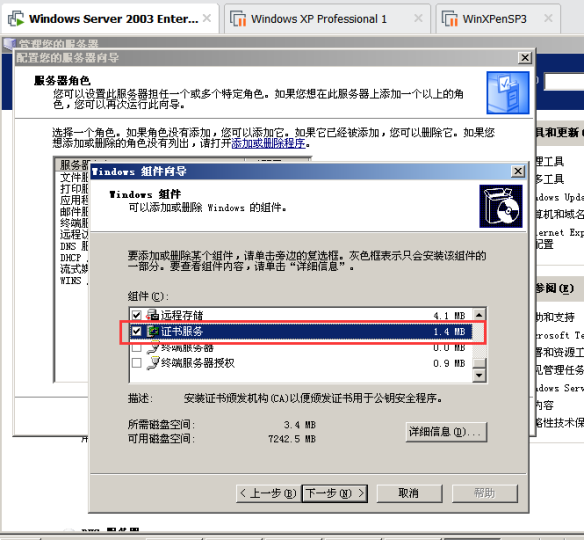 Windows Server 2003 Enter...
Windows XP Professional 1
WinXPenSP3
管理您的服务器
配置您的服务器向导
服务器角色
您可以设置此服务器担任一个或多个特定角色。如果您想在此服务器上添加一个以上的角
色，您可以再次运行此向导。
选择一个角色。如果角色没有添加，您可以添加它。如果它已经被添加，您可以删除它。如果您
想添加或删除的角色没有列出，请打开添加或删除程序。
Windows 组件向导
Windows 组件
可以添加或删除 Windows 的组件。
要添加或删除某个组件，请单击旁边的复选框。灰色框表示只会安装该组件的
一部分。要查看组件内容，请单击“详细信息”。
组件(C):
远程存储 4.1 MB
证书服务 1.4 MB
终端服务器 0.0 MB
终端服务器授权 0.9 MB
描述: 安装证书颁发机构(CA)以便颁发证书用于公钥安全程序。
所需磁盘空间: 3.4 MB
可用磁盘空间: 7242.5 MB
详细信息(D)...
< 上一步(B)
下一步(N) >
取消
帮助
文件服
打印服
应用程
邮件服
终端服
远程访
DNS 服
DHCP
流式媒
WINS
具和更新
理工具
多工具
dows Upda
算机和域名
ernet Exp
配置
参阅(E)
助和支持
rosoft Te
署和资源工
见管理任务
dows Serv
内容
略性技术保